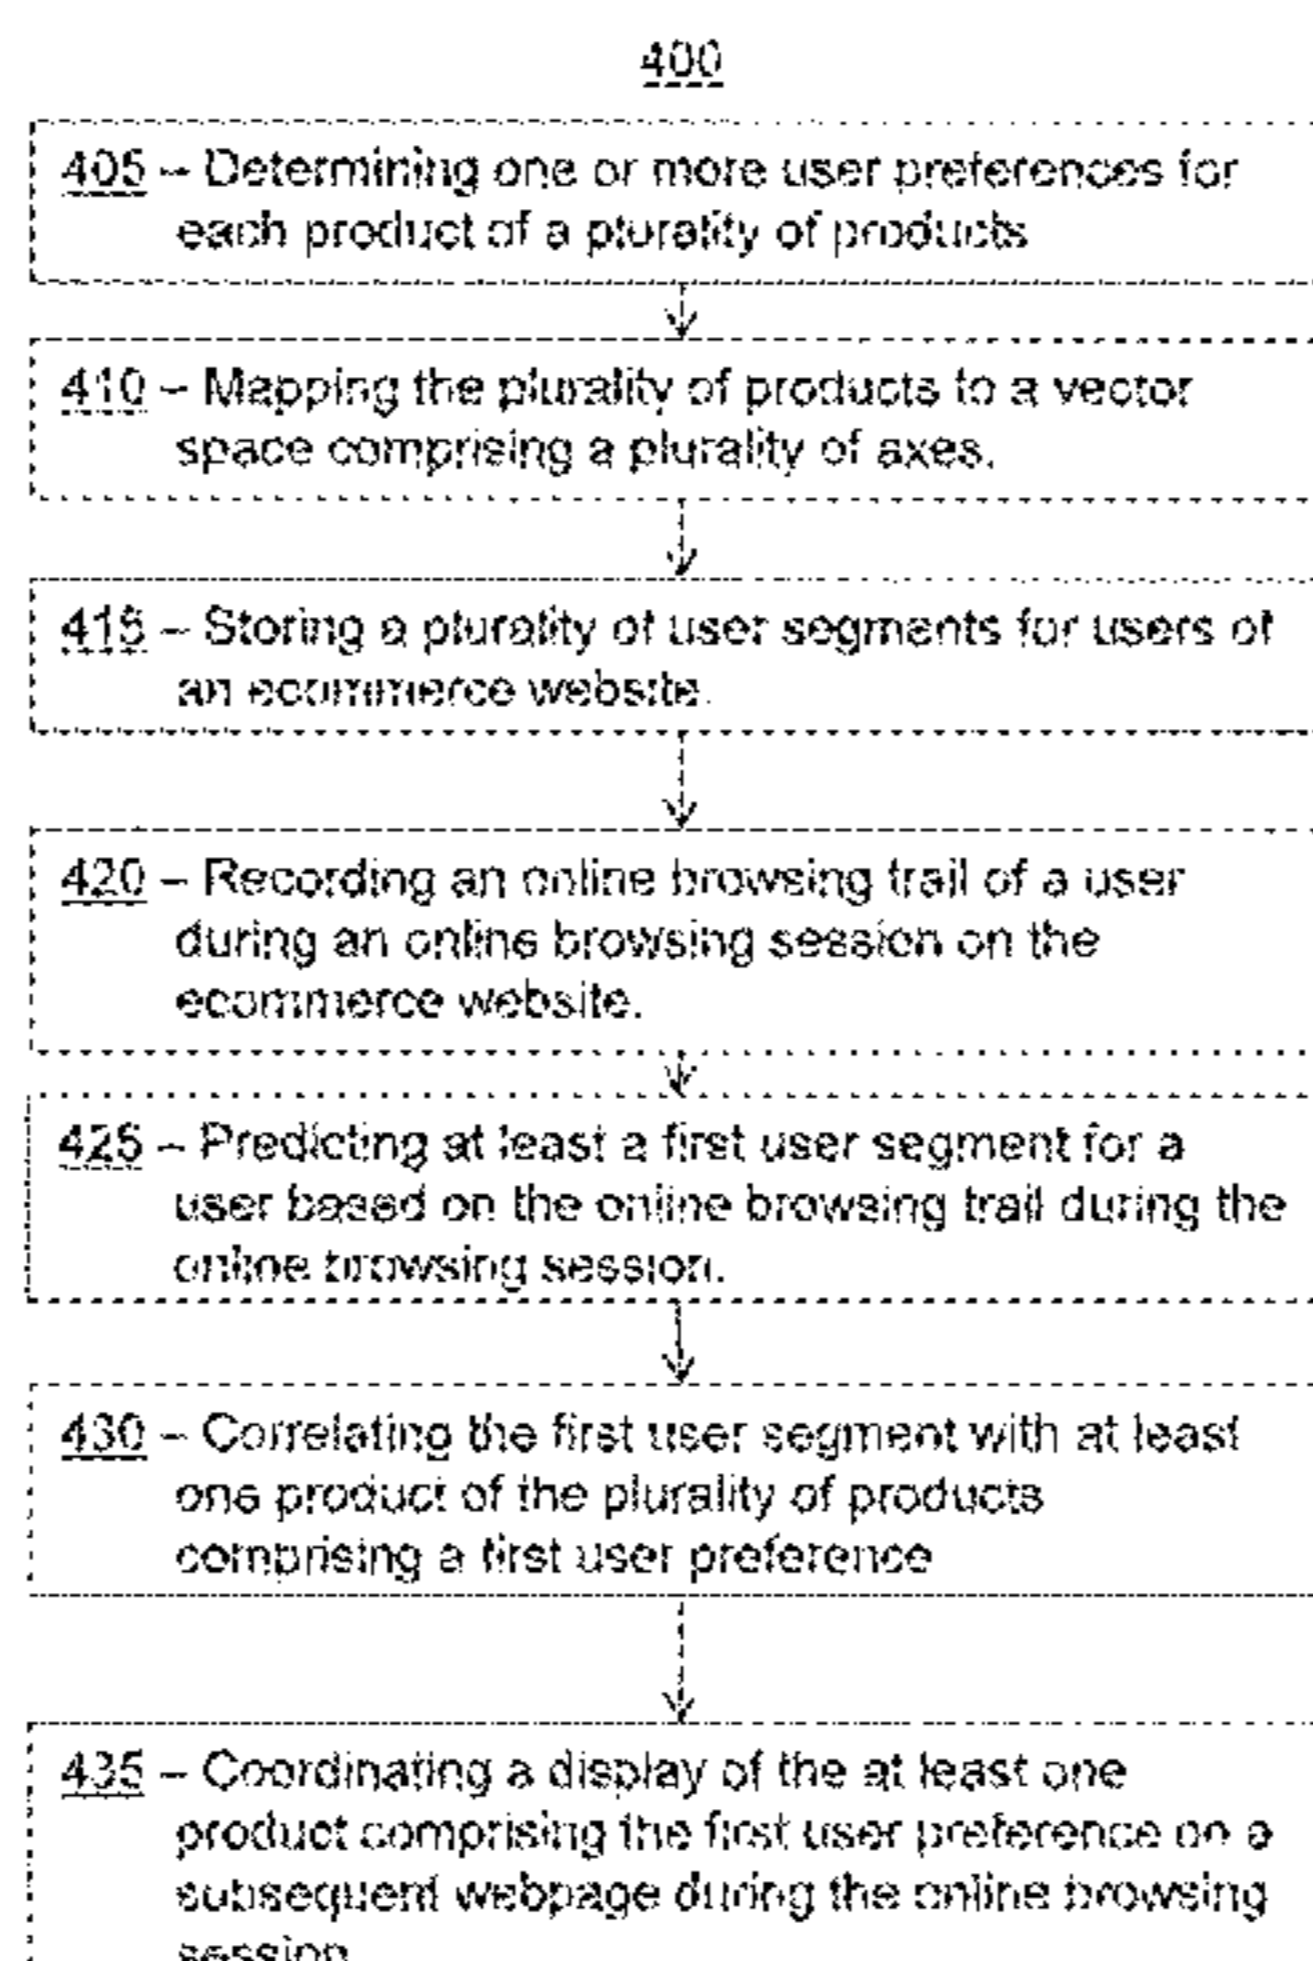 400
405 – Determining one or more user preferences for
each product of a plurality of products
410 – Mapping the plurality of products to a vector
space comprising a plurality of axes.
415 – Storing a plurality of user segments for users of
an ecommerce website.
420 – Recording an online browsing trail of a user
during an online browsing session on the
ecommerce website.
425 – Predicting at least a first user segment for a
user based on the online browsing trail during the
online browsing session.
430 – Correlating the first user segment with at least
one product of the plurality of products
comprising a first user preference
435 – Coordinating a display of the at least one
product comprising the first user preference on a
subsequent webpage during the online browsing
session